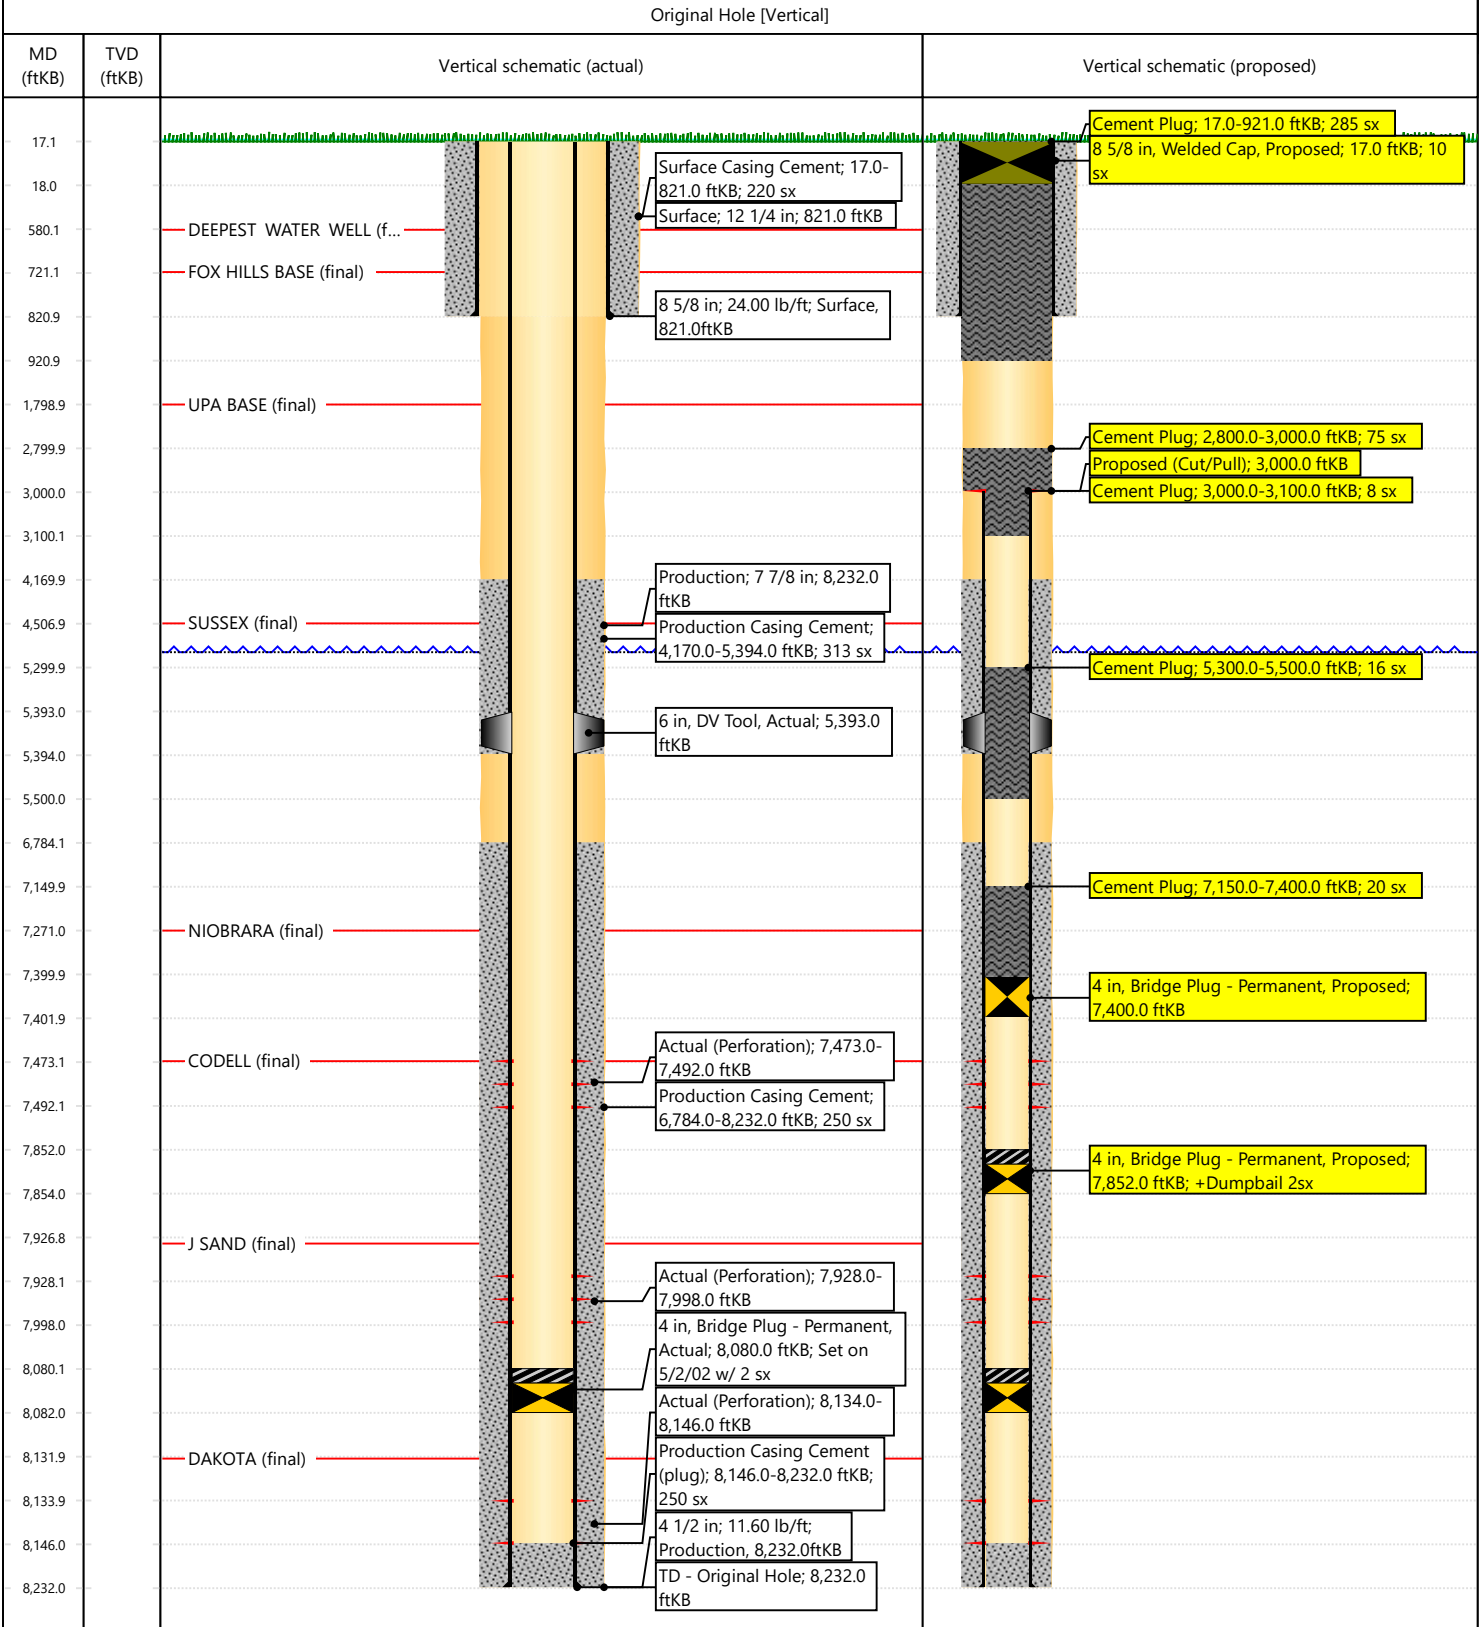 Original Hole [Vertical]
MD
(ftKB)
TVD
(ftKB)
Vertical schematic (actual)
Vertical schematic (proposed)
17.1
18.0
580.1
721.1
820.9
920.9
1,798.9
2,799.9
3,000.0
3,100.1
4,169.9
4,506.9
5,299.9
5,393.0
5,394.0
5,500.0
6,784.1
7,149.9
7,271.0
7,399.9
7,401.9
7,473.1
7,492.1
7,852.0
7,854.0
7,926.8
7,928.1
7,998.0
8,080.1
8,082.0
8,131.9
8,133.9
8,146.0
8,232.0
DEEPEST WATER WELL (f...
FOX HILLS BASE (final)
UPA BASE (final)
SUSSEX (final)
NIOBRARA (final)
CODELL (final)
J SAND (final)
DAKOTA (final)
Surface Casing Cement; 17.0-
821.0 ftKB; 220 sx
Surface; 12 1/4 in; 821.0 ftKB
8 5/8 in; 24.00 lb/ft; Surface,
821.0ftKB
Production; 7 7/8 in; 8,232.0
ftKB
Production Casing Cement;
4,170.0-5,394.0 ftKB; 313 sx
6 in, DV Tool, Actual; 5,393.0
ftKB
Actual (Perforation); 7,473.0-
7,492.0 ftKB
Production Casing Cement;
6,784.0-8,232.0 ftKB; 250 sx
Actual (Perforation); 7,928.0-
7,998.0 ftKB
4 in, Bridge Plug - Permanent,
Actual; 8,080.0 ftKB; Set on
5/2/02 w/ 2 sx
Actual (Perforation); 8,134.0-
8,146.0 ftKB
Production Casing Cement
(plug); 8,146.0-8,232.0 ftKB;
250 sx
4 1/2 in; 11.60 lb/ft;
Production, 8,232.0ftKB
TD - Original Hole; 8,232.0
ftKB
Cement Plug; 17.0-921.0 ftKB; 285 sx
8 5/8 in, Welded Cap, Proposed; 17.0 ftKB; 10
sx
Cement Plug; 2,800.0-3,000.0 ftKB; 75 sx
Proposed (Cut/Pull); 3,000.0 ftKB
Cement Plug; 3,000.0-3,100.0 ftKB; 8 sx
Cement Plug; 5,300.0-5,500.0 ftKB; 16 sx
Cement Plug; 7,150.0-7,400.0 ftKB; 20 sx
4 in, Bridge Plug - Permanent, Proposed;
7,400.0 ftKB
4 in, Bridge Plug - Permanent, Proposed;
7,852.0 ftKB; +Dumpbail 2sx